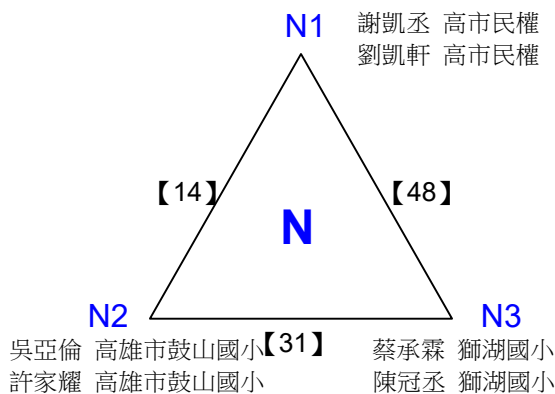 N1
謝凱丞 高市民權
劉凱軒 高市民權
【14】
【48】
N
N2
吳亞倫 高雄市鼓山國小
許家耀 高雄市鼓山國小
【31】
N3
蔡承霖 獅湖國小
陳冠丞 獅湖國小